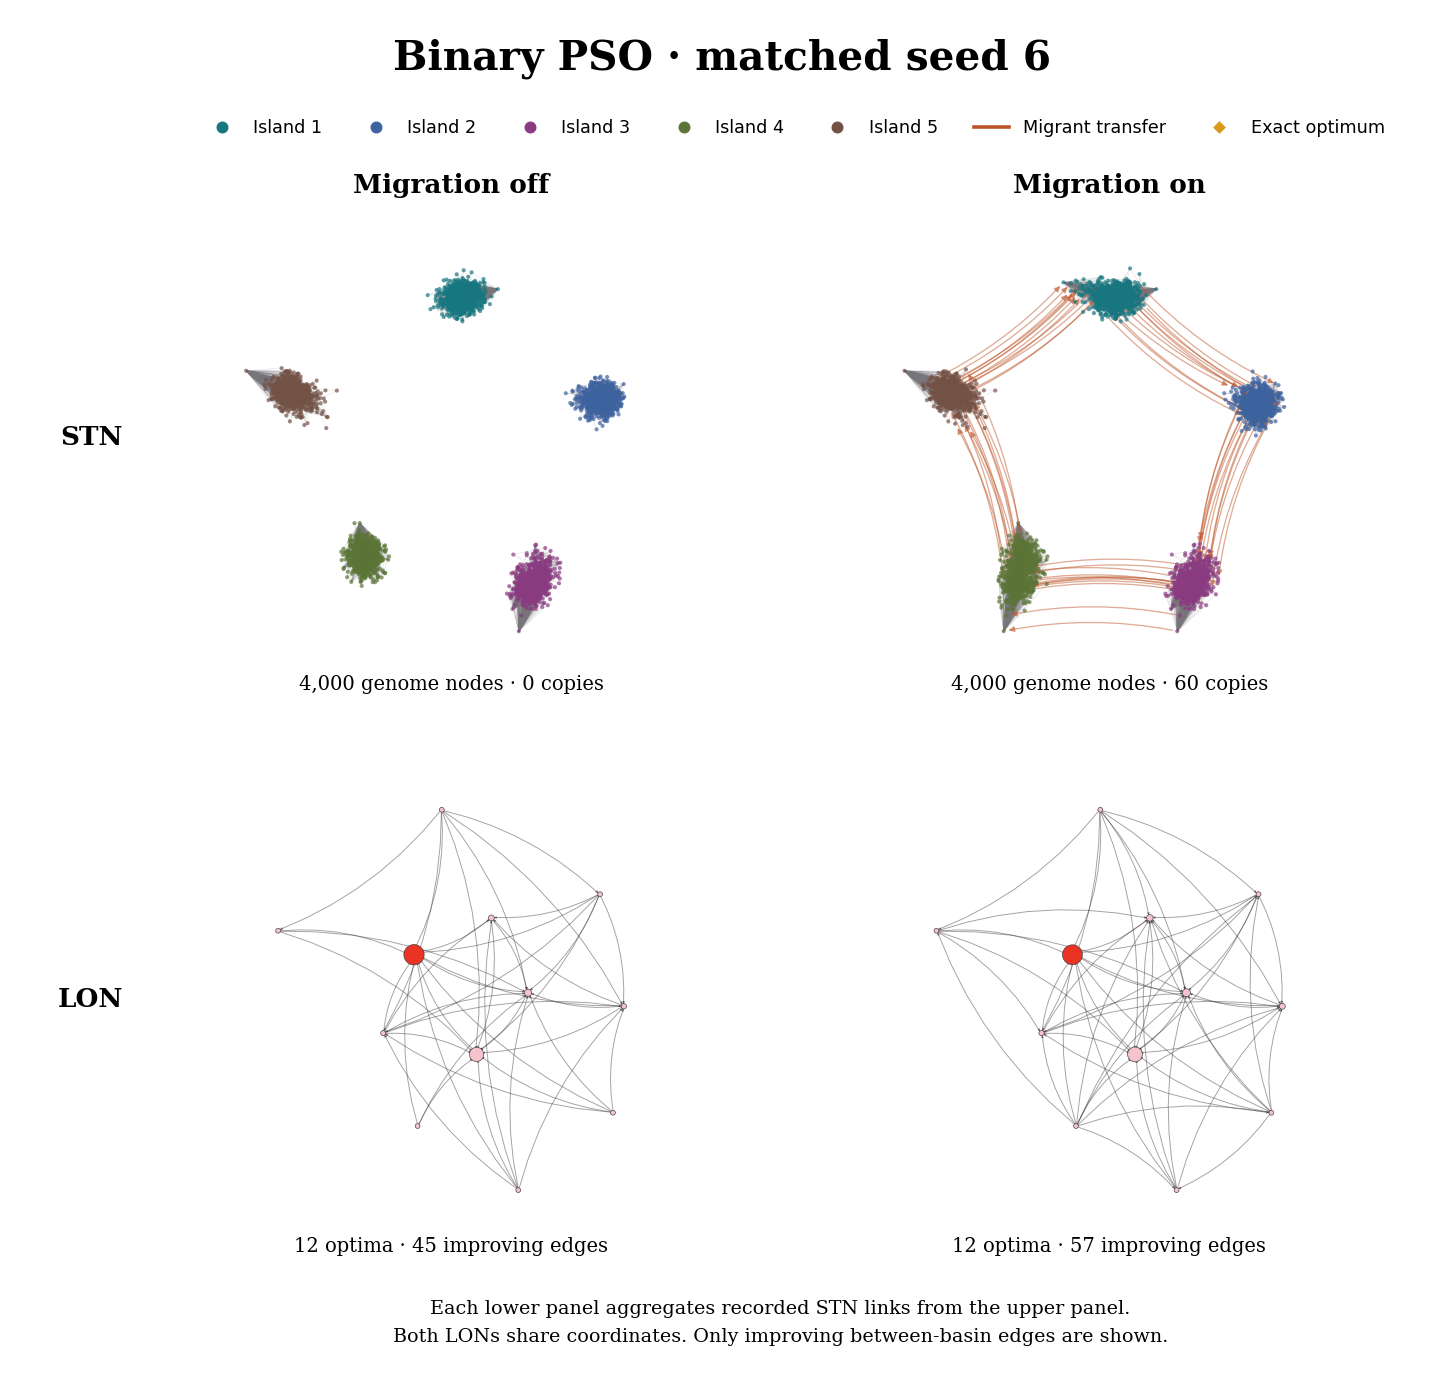 Binary PSO · matched seed 6
Island 1
Island 2
Island 3
Island 4
Island 5
Migrant transfer
Exact optimum
Migration off
Migration on
STN
4,000 genome nodes · 0 copies
4,000 genome nodes · 60 copies
LON
12 optima · 45 improving edges
12 optima · 57 improving edges
Each lower panel aggregates recorded STN links from the upper panel.
Both LONs share coordinates. Only improving between-basin edges are shown.